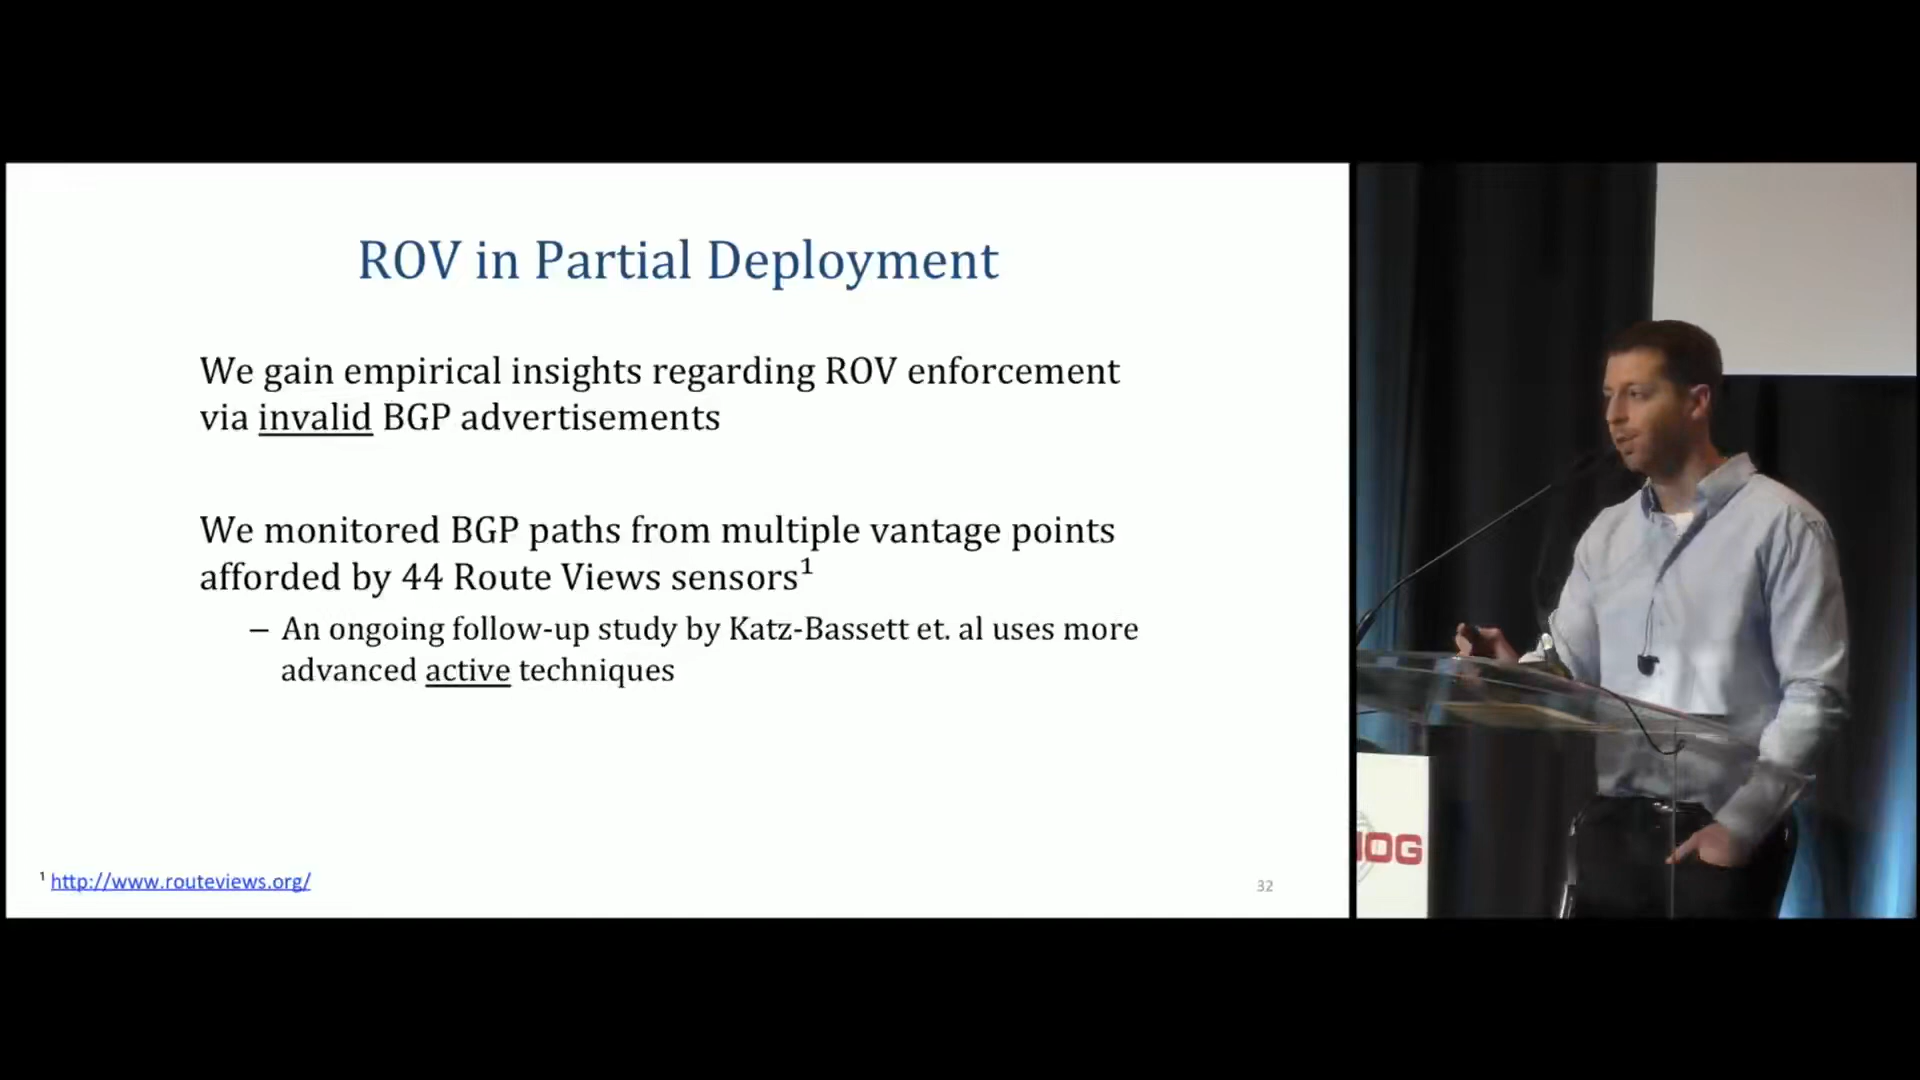 ROV in Partial Deployment
We gain empirical insights regarding ROV enforcement
via invalid BGP advertisements
We monitored BGP paths from multiple vantage points
afforded by 44 Route Views sensors¹
– An ongoing follow-up study by Katz-Bassett et. al uses more
advanced active techniques
¹ http://www.routeviews.org/
32
OG